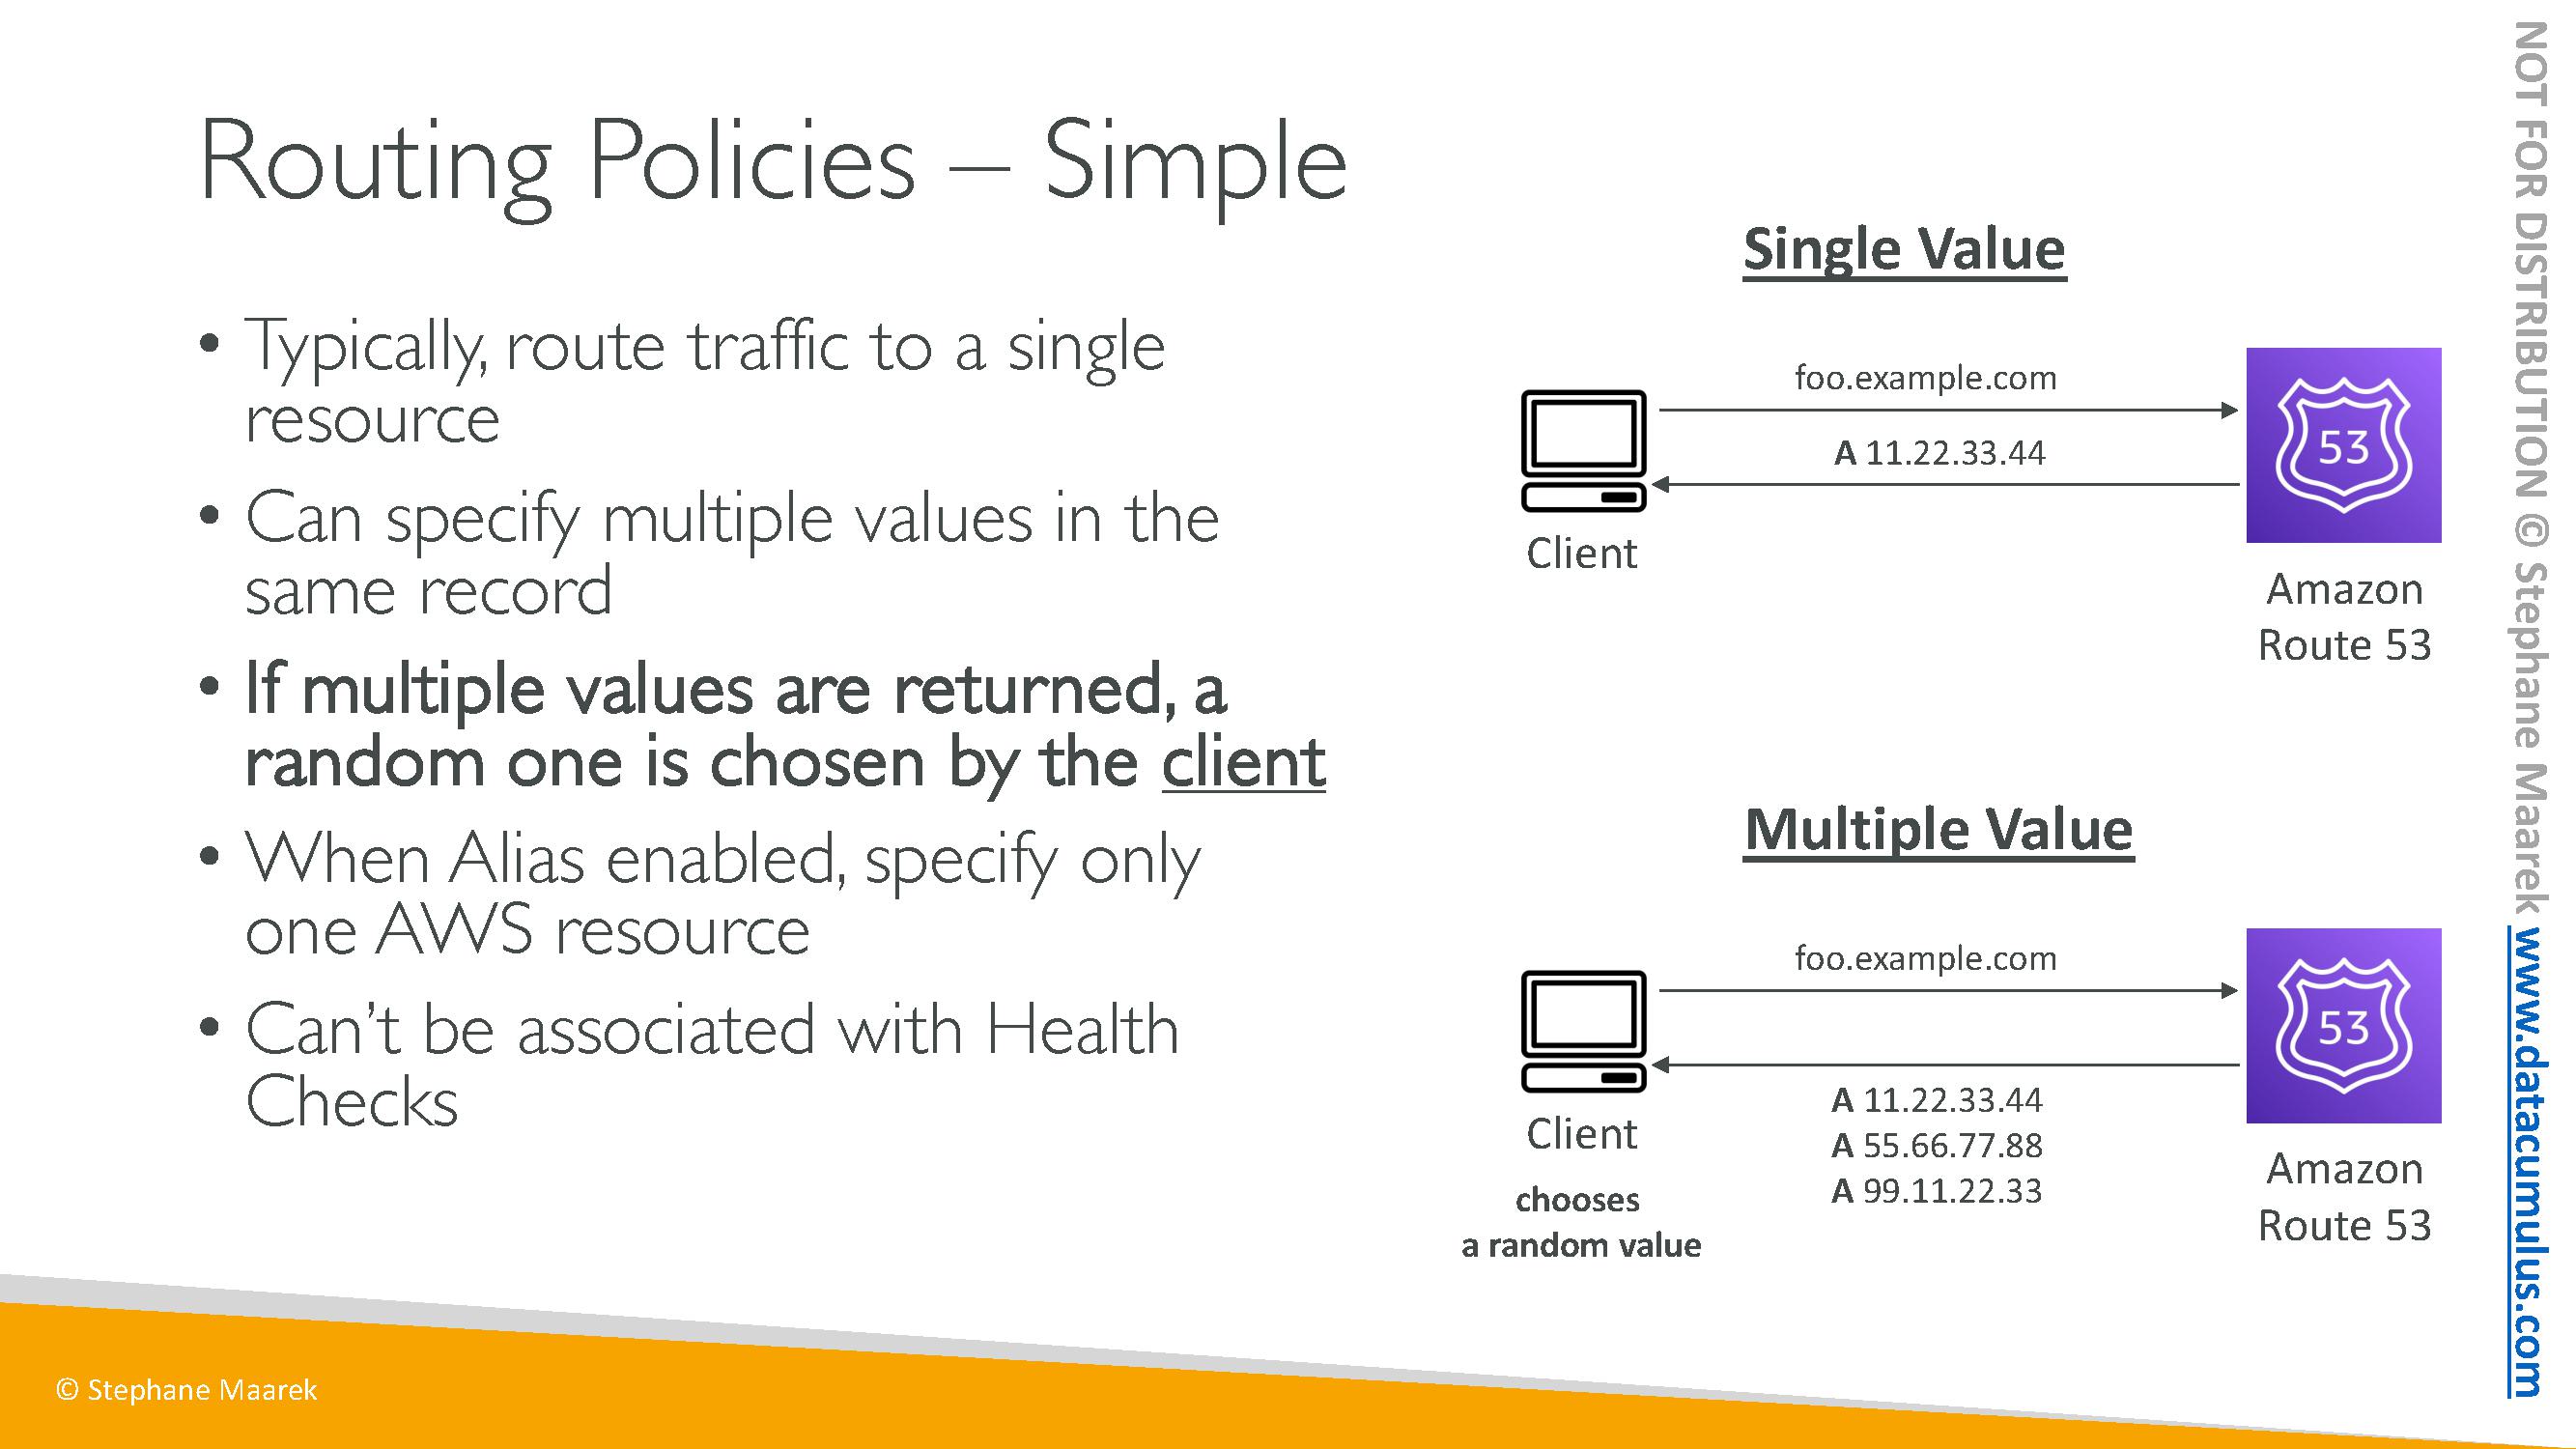 Routing Policies – Simple
• Typically, route traffic to a single
resource
• Can specify multiple values in the
same record
• If multiple values are returned, a
random one is chosen by the client
• When Alias enabled, specify only
one AWS resource
• Can’t be associated with Health
Checks
Single Value
foo.example.com
A 11.22.33.44
Client
53
Amazon
Route 53
Multiple Value
foo.example.com
A 11.22.33.44
A 55.66.77.88
A 99.11.22.33
Client
chooses
a random value
53
Amazon
Route 53
© Stephane Maarek
NOT FOR DISTRIBUTION © Stephane Maarek www.datacumulus.com